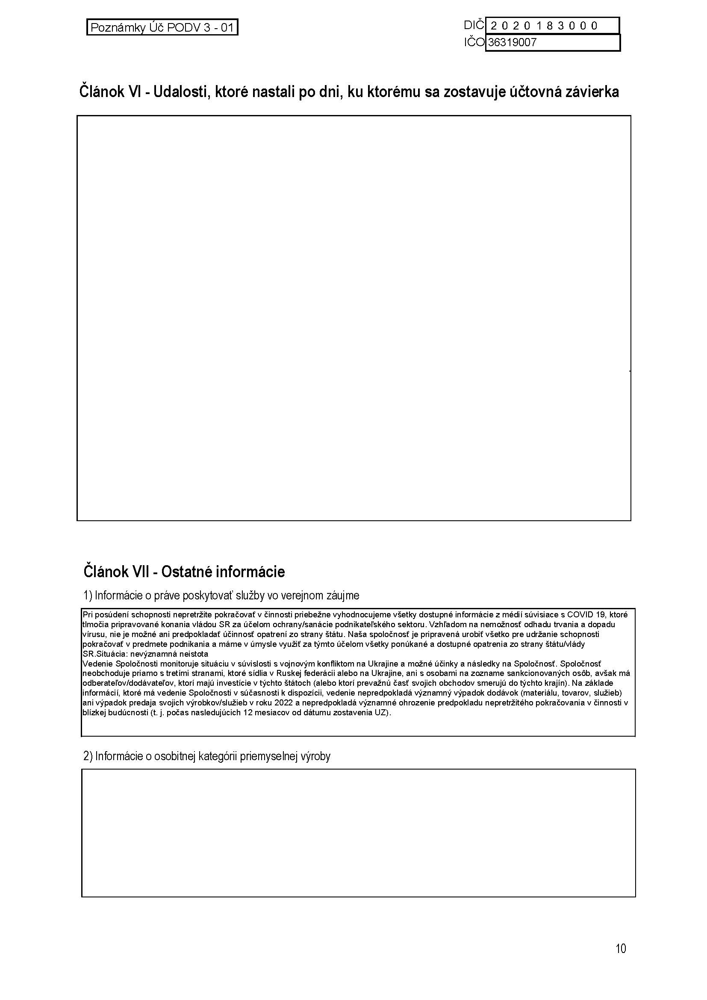 Poznámky Úč PODV 3 - 01
DIČ 2 0 2 0 1 8 3 0 0 0
IČO 36319007
Článok VI - Udalosti, ktoré nastali po dni, ku ktorému sa zostavuje účtovná závierka
Článok VII - Ostatné informácie
1) Informácie o práve poskytovať služby vo verejnom záujme
Pri posúdení schopnosti nepretržite pokračovať v činnosti priebežne vyhodnocujeme všetky dostupné informácie z médií súvisiace s COVID 19, ktoré
tlmočia pripravované konania vládou SR za účelom ochrany/sanácie podnikateľského sektoru. Vzhľadom na nemožnosť odhadu trvania a dopadu
vírusu, nie je možné ani predpokladať účinnosť opatrení zo strany štátu. Naša spoločnosť je pripravená urobiť všetko pre udržanie schopnosti
pokračovať v predmete podnikania a máme v úmysle využiť za týmto účelom všetky ponúkané a dostupné opatrenia zo strany štátu/vlády
SR.Situácia: nevýznamná neistota
Vedenie Spoločnosti monitoruje situáciu v súvislosti s vojnovým konfliktom na Ukrajine a možné účinky a následky na Spoločnosť. Spoločnosť
neobchoduje priamo s tretími stranami, ktoré sídlia v Ruskej federácii alebo na Ukrajine, ani s osobami na zozname sankcionovaných osôb, avšak má
odberateľov/dodávateľov, ktorí majú investície v týchto štátoch (alebo ktorí prevažnú časť svojich obchodov smerujú do týchto krajín). Na základe
informácií, ktoré má vedenie Spoločnosti v súčasnosti k dispozícii, vedenie nepredpokladá významný výpadok dodávok (materiálu, tovarov, služieb)
ani výpadok predaja svojich výrobkov/služieb v roku 2022 a nepredpokladá významné ohrozenie predpokladu nepretržitého pokračovania v činnosti v
blízkej budúcnosti (t. j. počas nasledujúcich 12 mesiacov od dátumu zostavenia UZ).
2) Informácie o osobitnej kategórii priemyselnej výroby
10